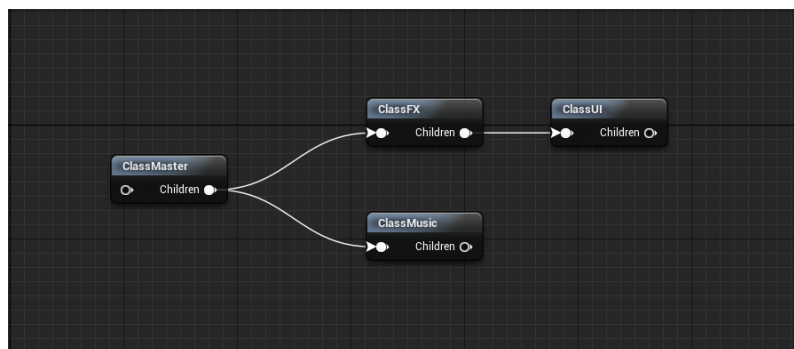 ClassMaster
Children
ClassFX
Children
ClassUI
Children
ClassMusic
Children